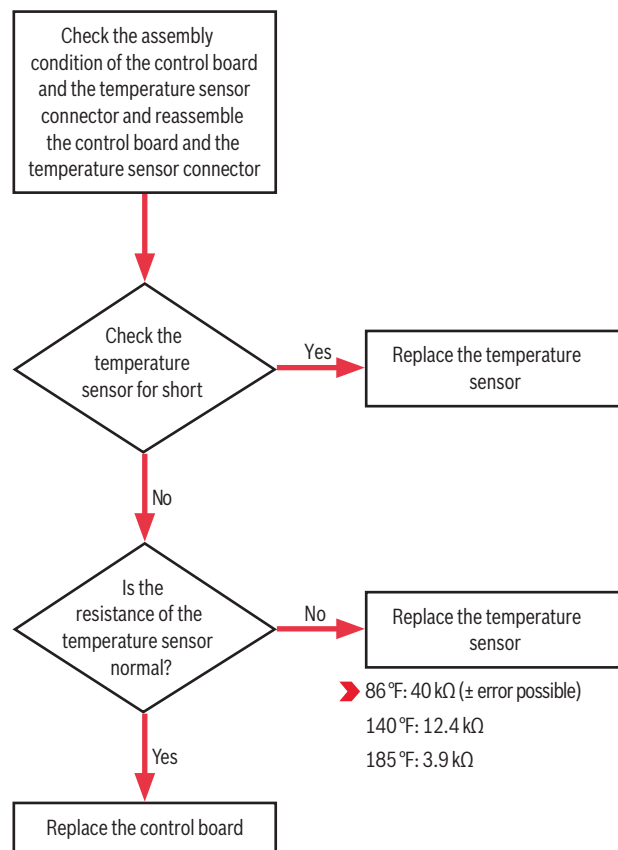 Check the assembly
condition of the control board
and the temperature sensor
connector and reassemble
the control board and the
temperature sensor connector
Check the
temperature
sensor for short
Yes
Replace the temperature
sensor
No
Is the
resistance of the
temperature sensor
normal?
No
Replace the temperature
sensor
86 °F: 40 kΩ (± error possible)
140 °F: 12.4 kΩ
185 °F: 3.9 kΩ
Yes
Replace the control board